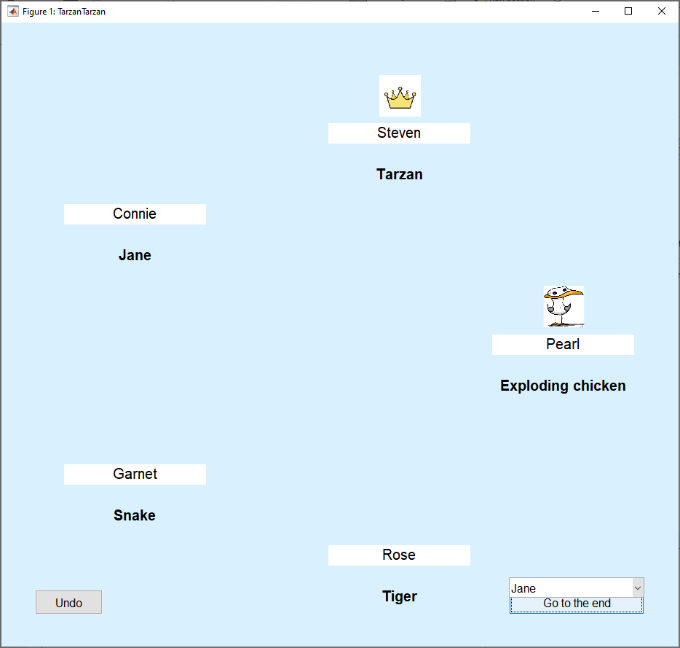 Figure 1: TarzanTarzan
Steven
Tarzan
Connie
Jane
Pearl
Exploding chicken
Garnet
Snake
Rose
Tiger
Jane
Undo
Go to the end